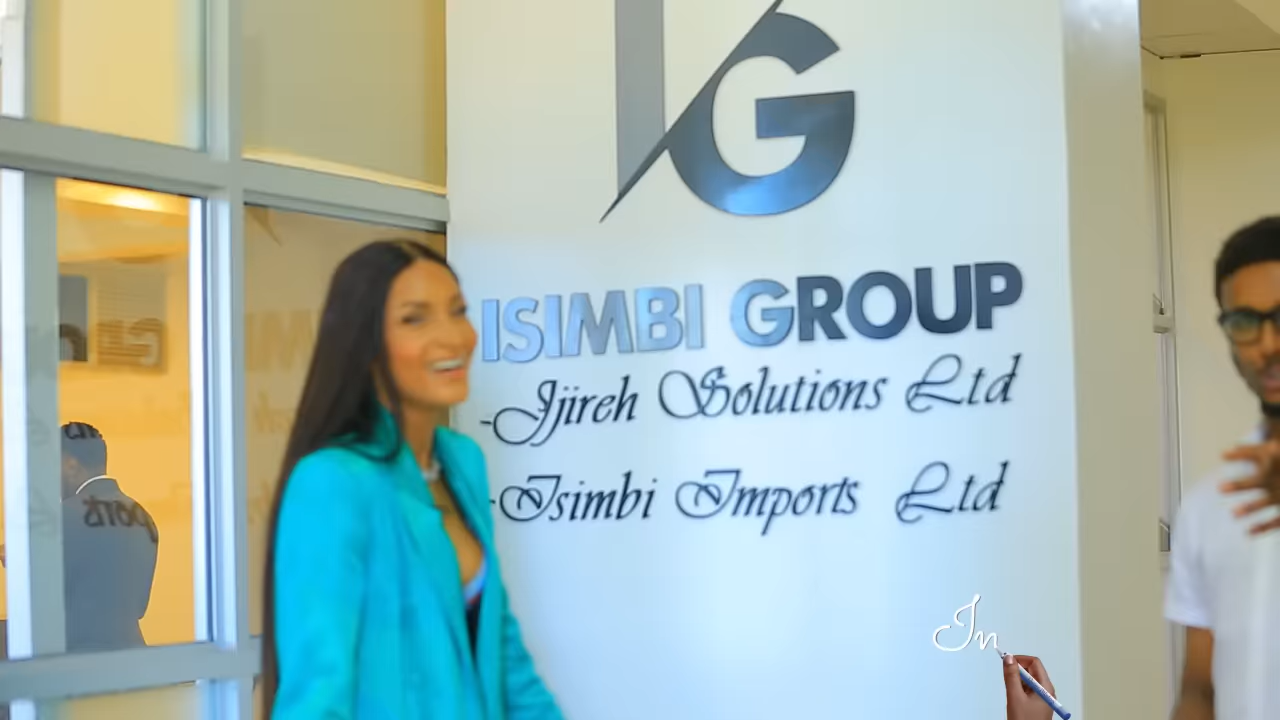 IG
ISIMBI GROUP
-Jjireh Solutions Ltd
-Isimbi Imports Ltd
In